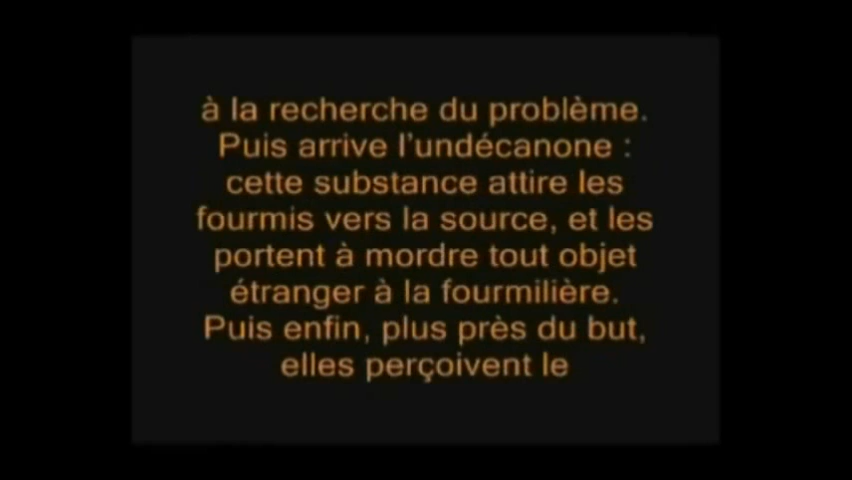 à la recherche du problème.
Puis arrive l'undécanone :
cette substance attire les
fourmis vers la source, et les
portent à mordre tout objet
étranger à la fourmilière.
Puis enfin, plus près du but,
elles perçoivent le